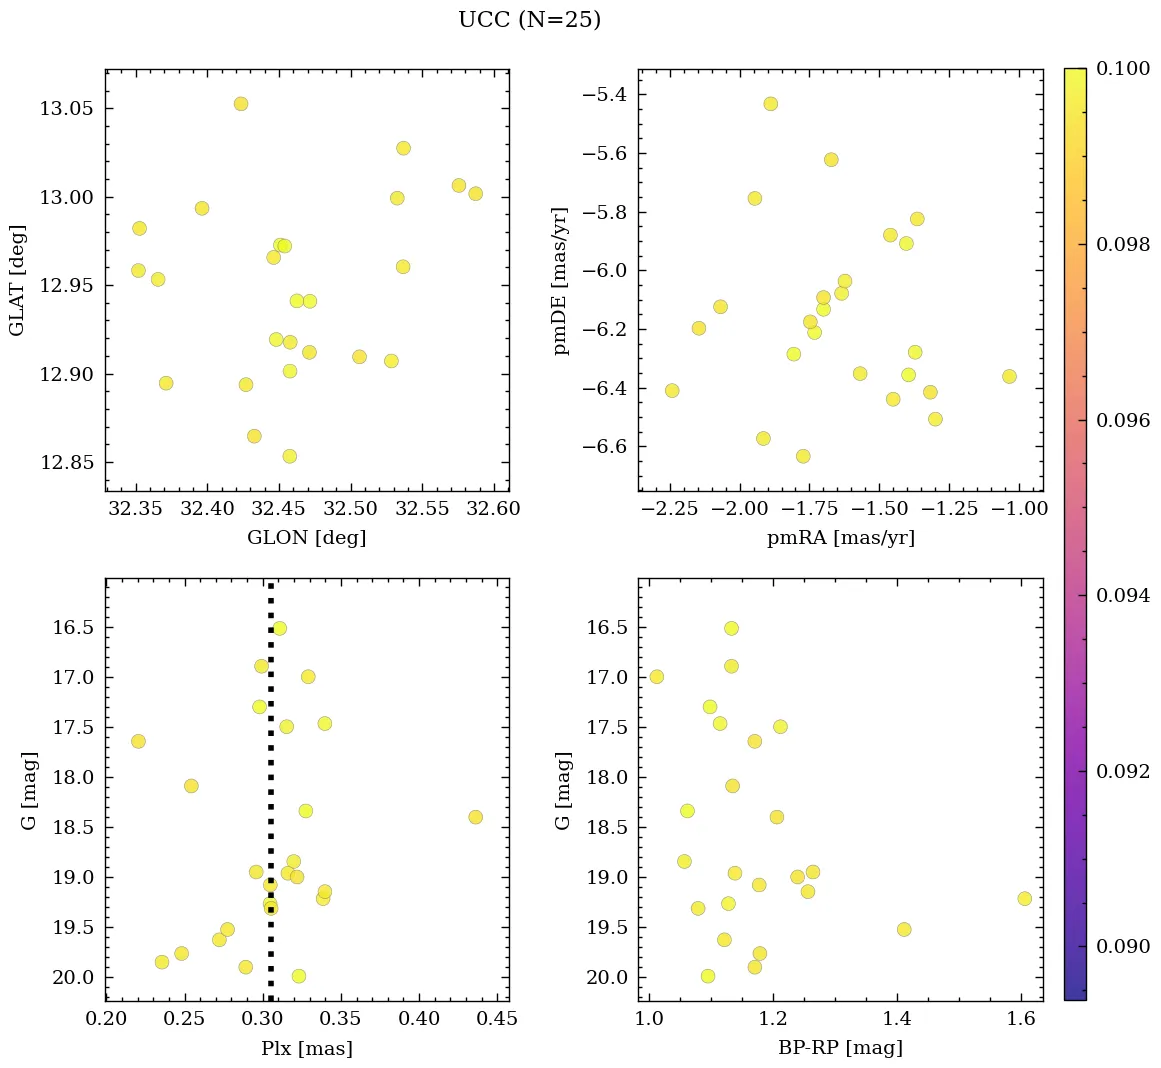 UCC (N=25)
13.05
13.00
12.95
12.90
12.85
GLAT [deg]
32.35 32.40 32.45 32.50 32.55 32.60
GLON [deg]
−5.4
−5.6
−5.8
−6.0
−6.2
−6.4
−6.6
pmDE [mas/yr]
−2.25 −2.00 −1.75 −1.50 −1.25 −1.00
pmRA [mas/yr]
16.5
17.0
17.5
18.0
18.5
19.0
19.5
20.0
G [mag]
0.20 0.25 0.30 0.35 0.40 0.45
Plx [mas]
16.5
17.0
17.5
18.0
18.5
19.0
19.5
20.0
G [mag]
1.0 1.2 1.4 1.6
BP-RP [mag]
0.100
0.098
0.096
0.094
0.092
0.090